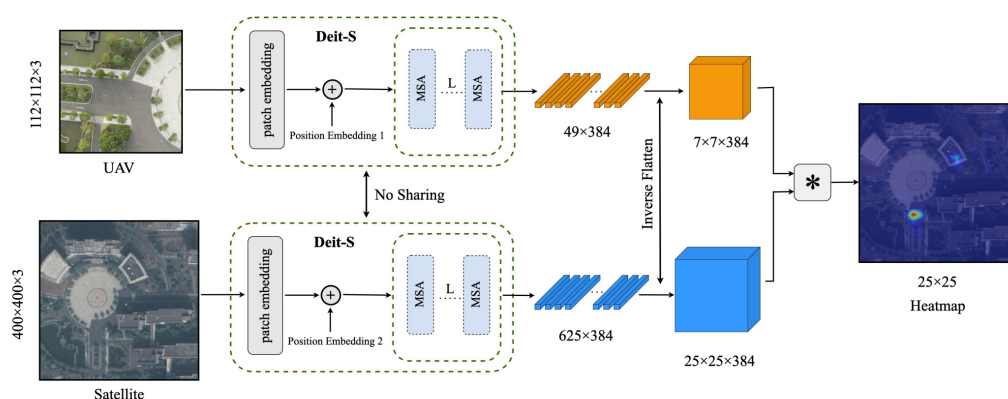 112×112×3
UAV
Deit-S
patch embedding
+
Position Embedding 1
MSA
L
MSA
49×384
7×7×384
No Sharing
Inverse Flatten
*
25×25
Heatmap
400×400×3
Satellite
Deit-S
patch embedding
+
Position Embedding 2
MSA
L
MSA
625×384
25×25×384